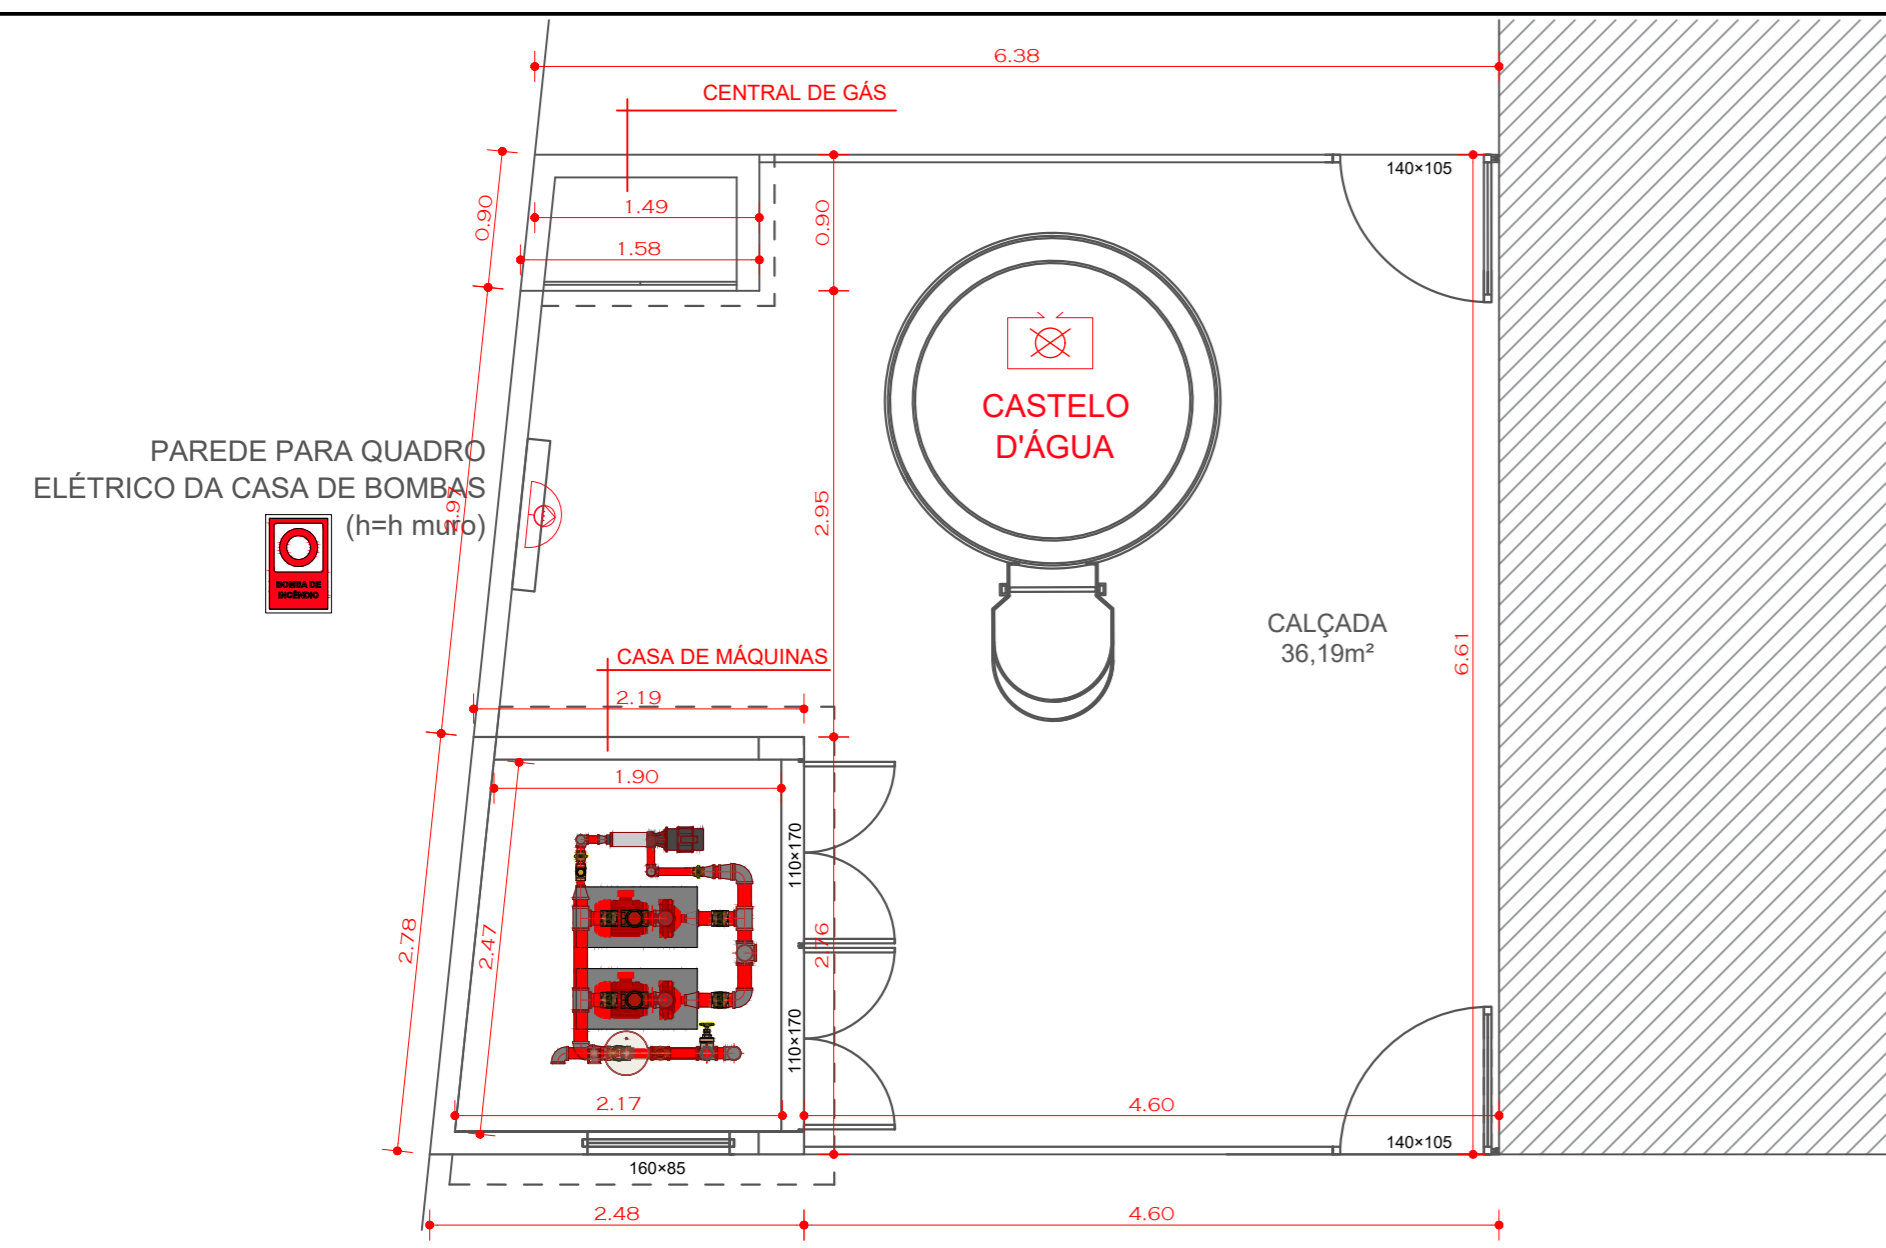 6.38
CENTRAL DE GÁS
140×105
0.90
1.49
0.90
1.58
CASTELO
D'ÁGUA
PAREDE PARA QUADRO
ELÉTRICO DA CASA DE BOMBAS
(h=h muro)
2.97
2.95
BOMBA DE
INCÊNDIO
CALÇADA
36,19m²
6.61
CASA DE MÁQUINAS
2.19
1.90
110×170
2.78
2.47
2.76
110×170
2.17
4.60
140×105
160×85
2.48
4.60